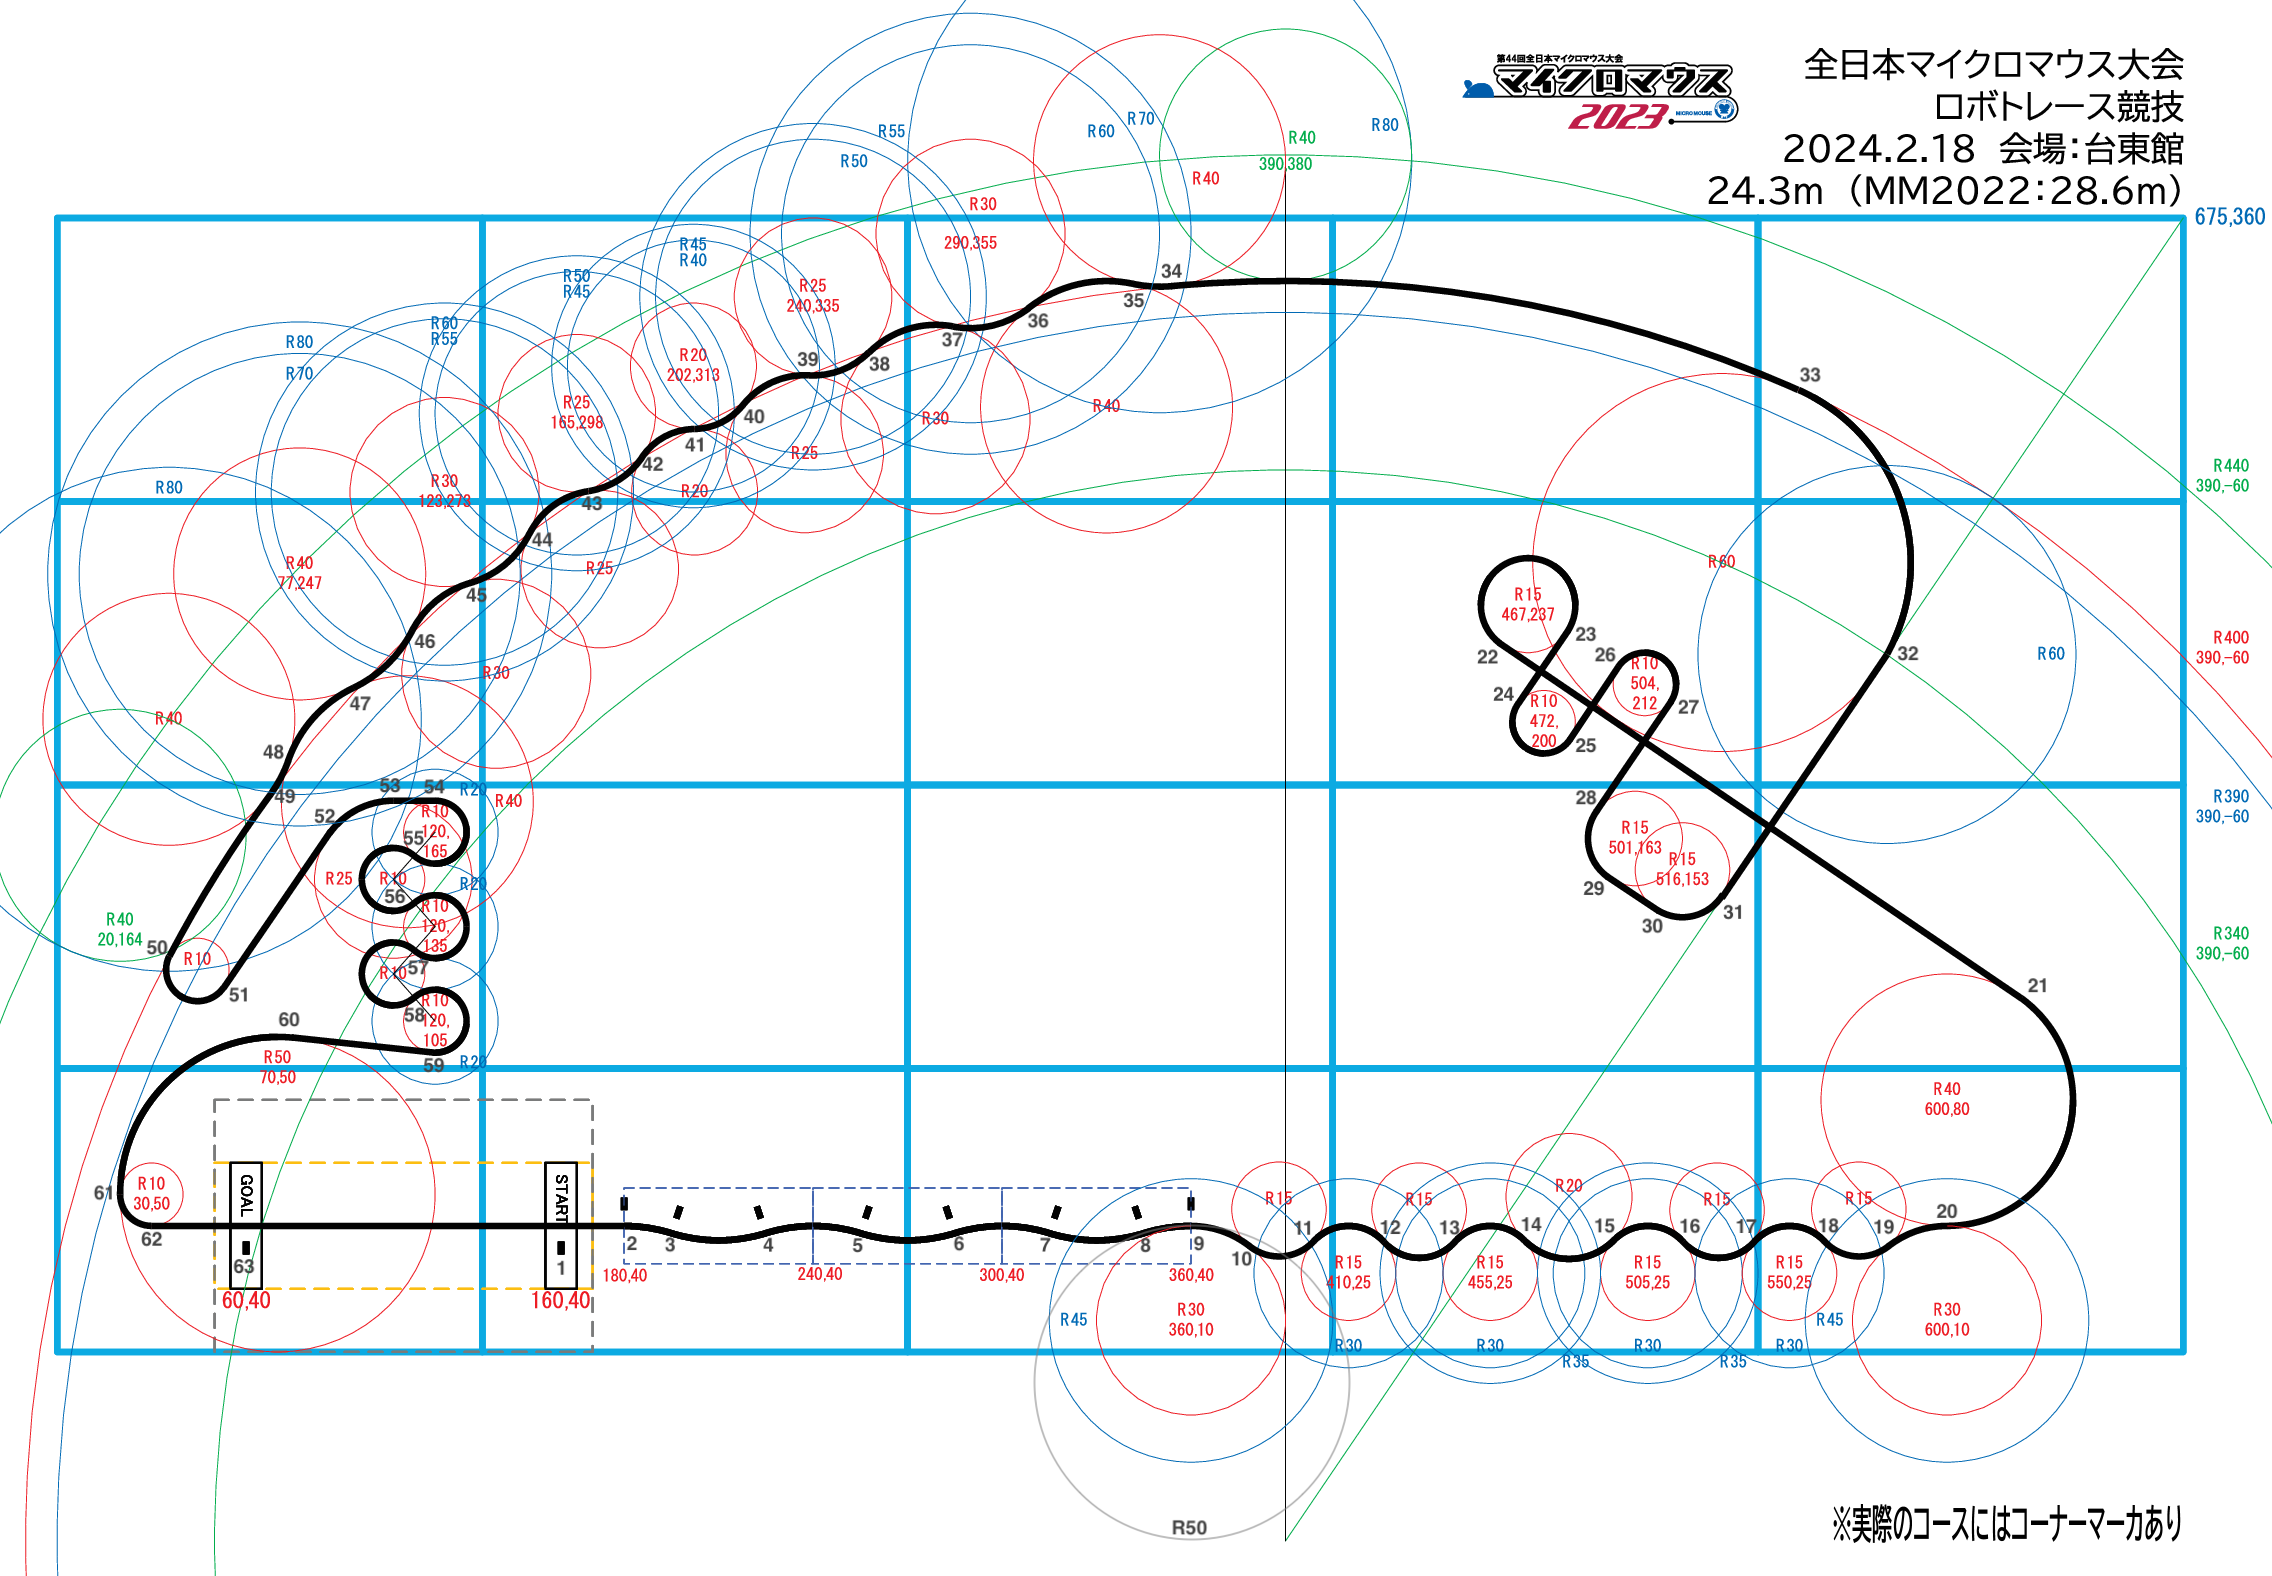 第44回全日本マイクロマウス大会
マイクロマウス
2023
MICROMOUSE
全日本マイクロマウス大会
ロボトレース競技
2024.2.18 会場：台東館
24.3m（MM2022：28.6m）
675,360
R55
R50
R60
R70
R40
390,380
R80
R40
R30
290,355
R45
R40
R50
R45
R25
240,335
R60
R55
R80
R70
R20
202,313
R25
165,298
R30
123,273
R40
77,247
R80
R40
R20
R25
R30
R40
R25
R30
R40
34
35
36
37
38
39
40
41
42
43
44
45
46
47
48
49
33
R60
R60
32
R440
390,-60
R400
390,-60
R390
390,-60
R340
390,-60
R15
467,237
22
23
24
25
26
27
R10
472,
200
R10
504,
212
28
29
30
31
R15
501,163
R15
516,153
R40
20,164
50
R10
51
52
53
54
R20
R10
120,
165
55
R25
R10
56
R20
R10
120,
135
57
R10
58
R10
120,
105
R20
59
60
R50
70,50
61
R10
30,50
62
GOAL
63
60,40
START
1
160,40
2
3
4
5
6
7
8
9
180,40
240,40
300,40
360,40
R45
R30
360,10
R50
10
11
12
13
14
15
16
17
18
19
20
21
R15
R15
R20
R15
R15
R15
410,25
R15
455,25
R15
505,25
R15
550,25
R30
R30
R35
R30
R35
R30
R45
R30
600,10
R40
600,80
※実際のコースにはコーナーマーカあり